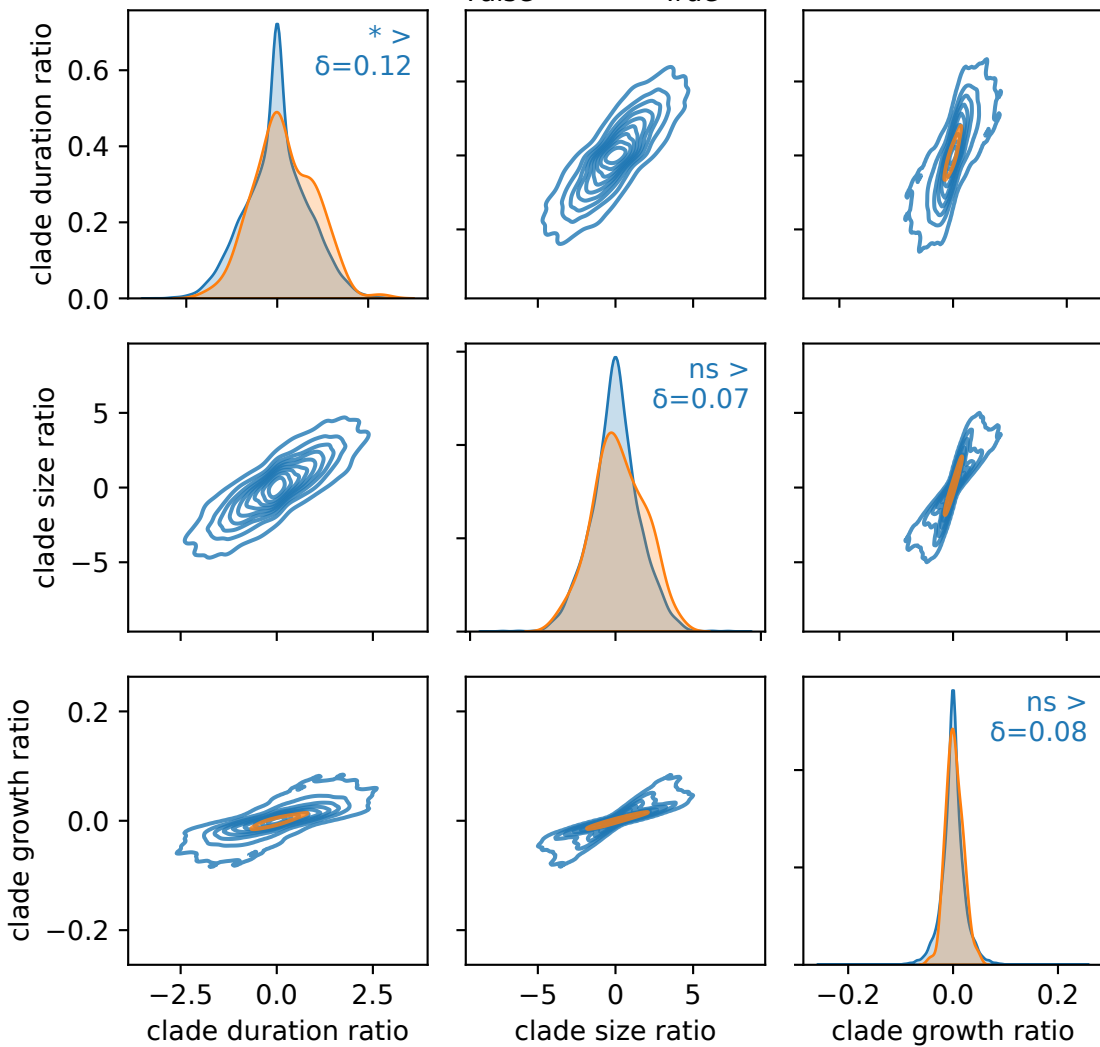 clade duration ratio
0.6
0.4
0.2
0.0
* >
δ=0.12
clade size ratio
5
0
−5
ns >
δ=0.07
clade growth ratio
0.2
0.0
−0.2
ns >
δ=0.08
−2.5 0.0 2.5
−5 0 5
−0.2 0.0 0.2
clade duration ratio
clade size ratio
clade growth ratio